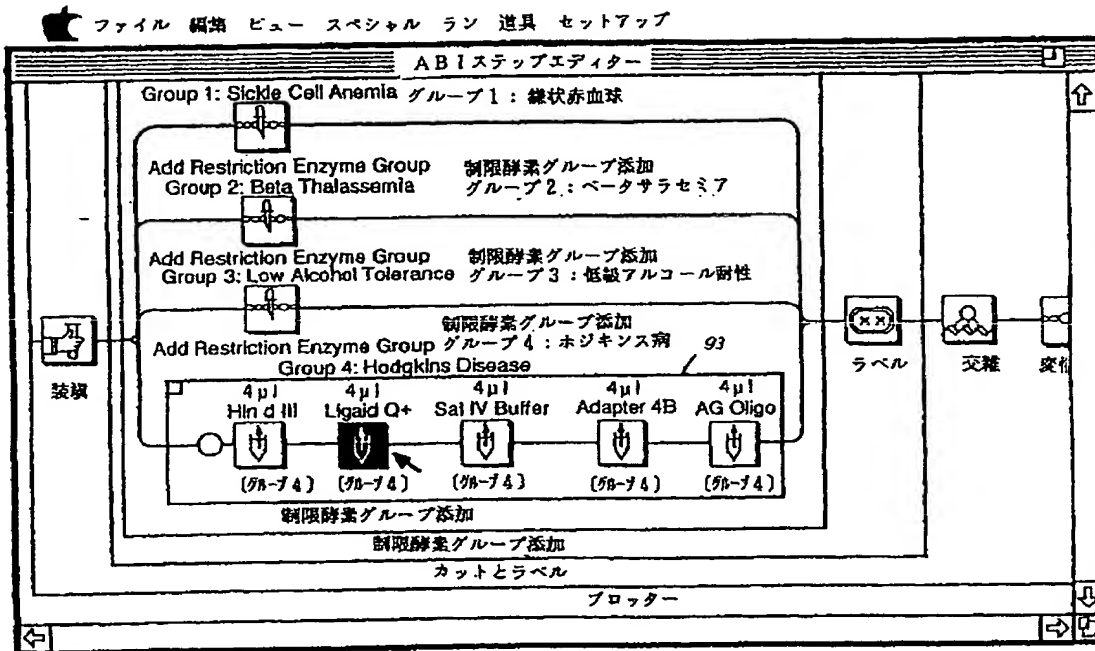 ファイル 編集 ビュー スペシャル ラン 道具 セットアップ
ABIステップエディター
Group 1: Sickle Cell Anemia グループ1：鎌状赤血球
Add Restriction Enzyme Group 制限酵素グループ添加
Group 2: Beta Thalassemia グループ2：ベータサラセミア
Add Restriction Enzyme Group 制限酵素グループ添加
Group 3: Low Alcohol Tolerance グループ3：低級アルコール耐性
制限酵素グループ添加
Add Restriction Enzyme Group グループ4：ホジキンス病
93
Group 4: Hodgkins Disease
装填
ラベル
交雑
4μl 4μl 4μl 4μl 4μl
Hin d III Ligaid Q+ Sal IV Buffer Adapter 4B AG Oligo
(グループ4) (グループ4) (グループ4) (グループ4) (グループ4)
制限酵素グループ添加
制限酵素グループ添加
カットとラベル
ブロッター